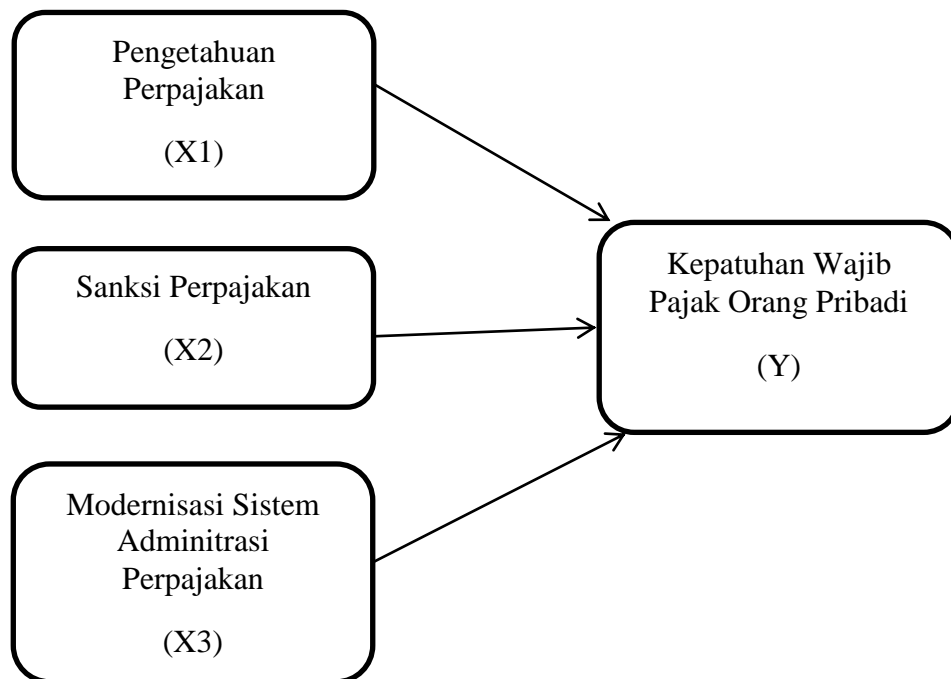 Pengetahuan
Perpajakan
(X1)
Sanksi Perpajakan
(X2)
Modernisasi Sistem
Adminitrasi
Perpajakan
(X3)
Kepatuhan Wajib
Pajak Orang Pribadi
(Y)